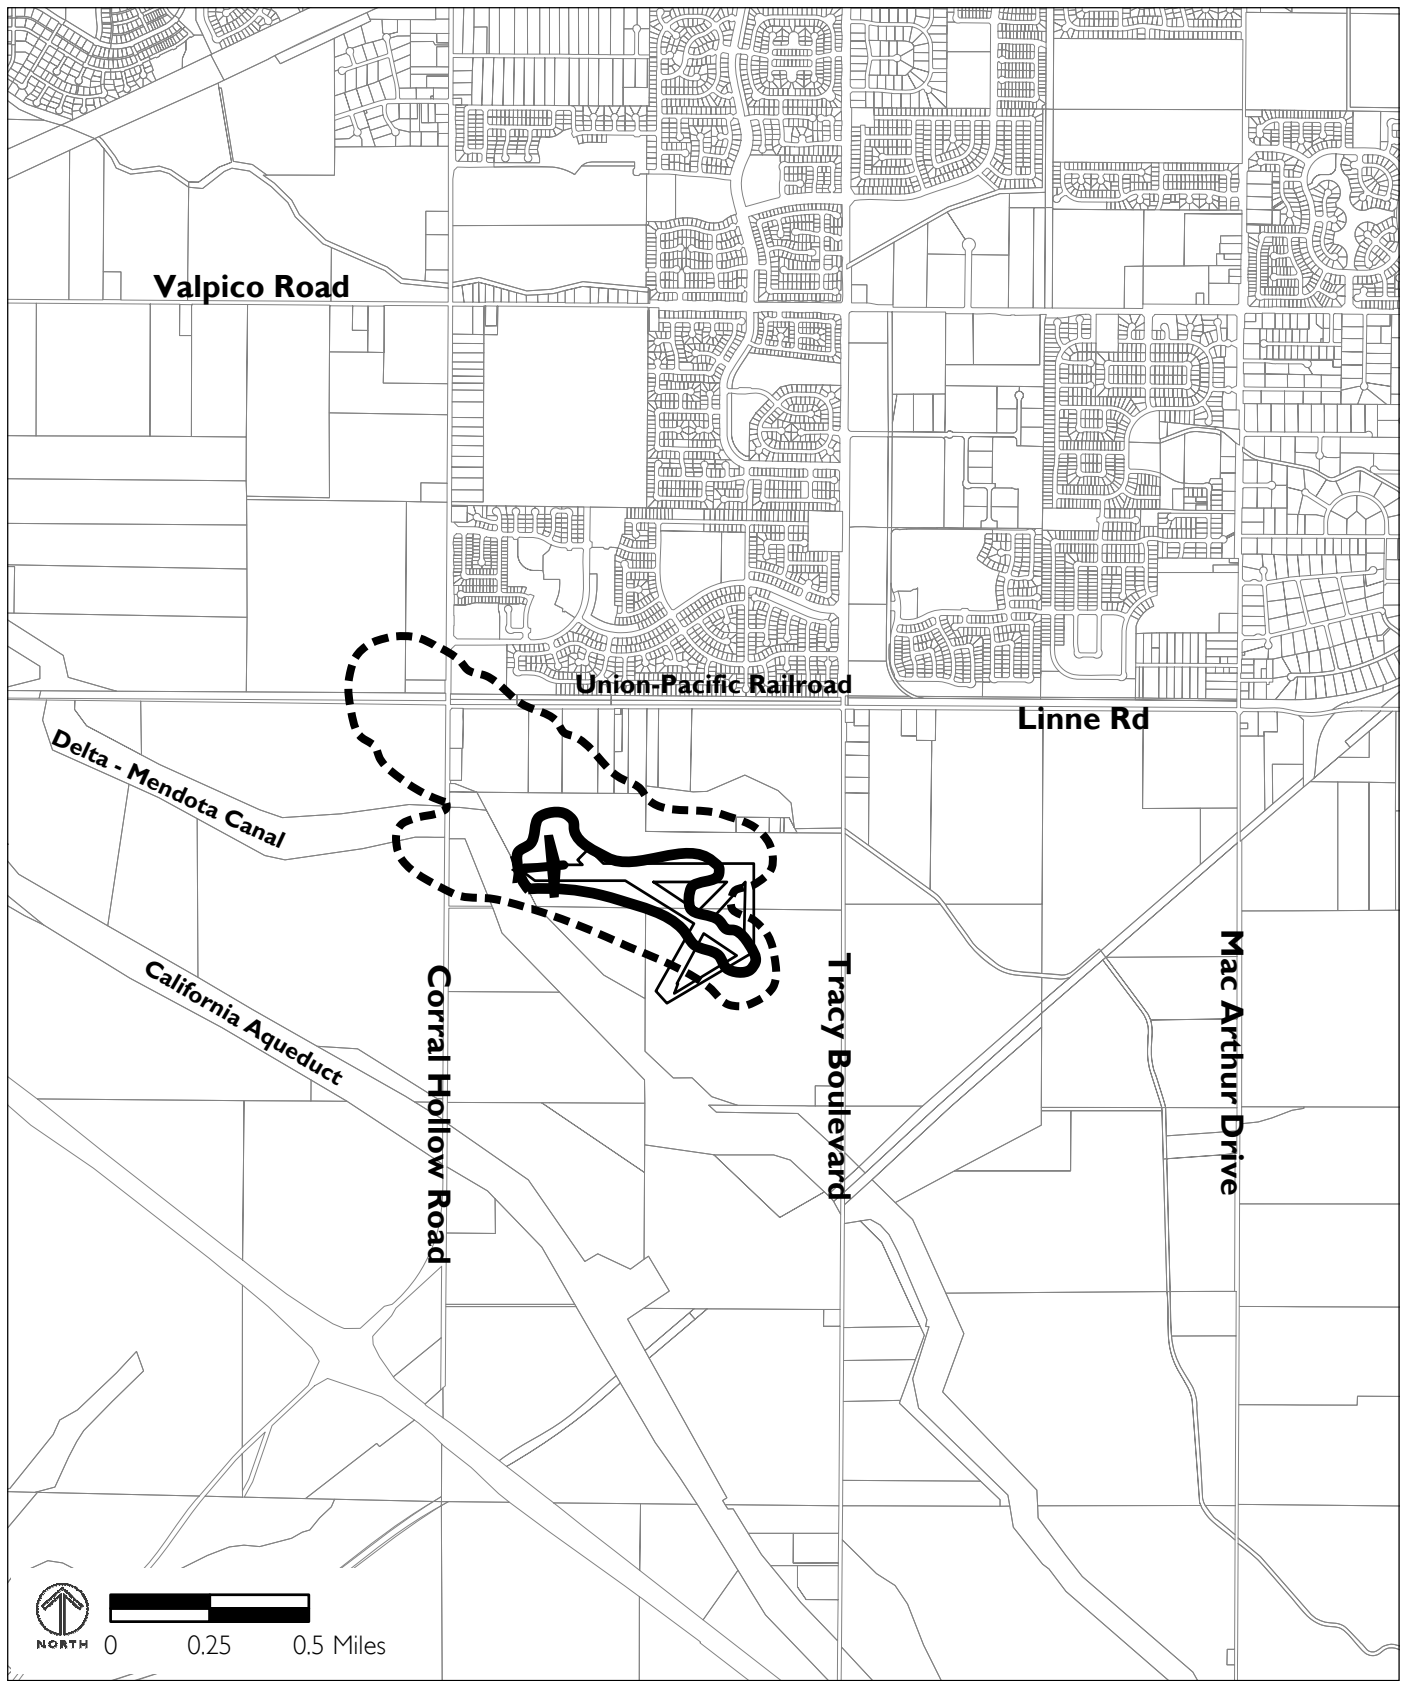 Valpico Road
Union-Pacific Railroad
Linne Rd
Delta - Mendota Canal
California Aqueduct
Corral Hollow Road
Tracy Boulevard
Mac Arthur Drive
NORTH
0 0.25 0.5 Miles